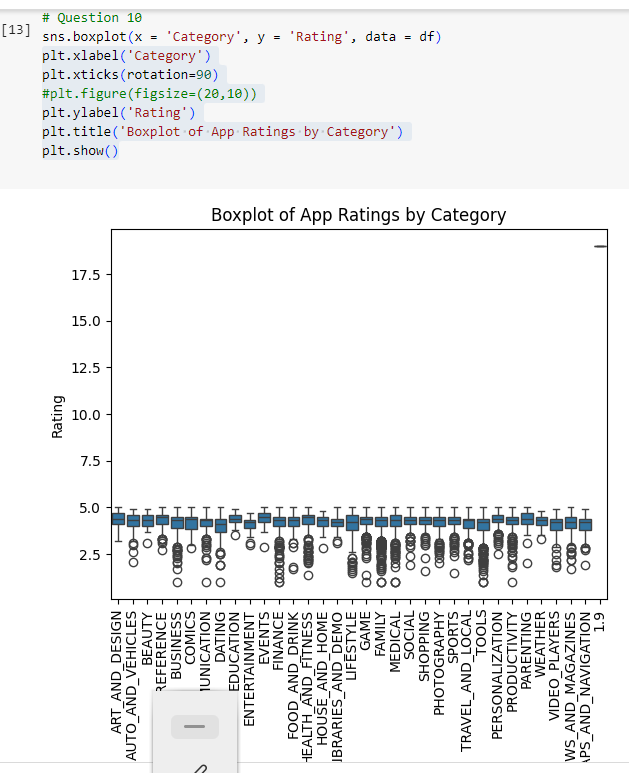 [13]
# Question 10
sns.boxplot(x = 'Category', y = 'Rating', data = df)
plt.xlabel('Category')
plt.xticks(rotation=90)
#plt.figure(figsize=(20,10))
plt.ylabel('Rating')
plt.title('Boxplot of App Ratings by Category')
plt.show()
Boxplot of App Ratings by Category
17.5
15.0
12.5
10.0
7.5
5.0
2.5
Rating
ART_AND_DESIGN
AUTO_AND_VEHICLES
BEAUTY
REFERENCE
BUSINESS
COMICS
UNICATION
DATING
EDUCATION
ENTERTAINMENT
EVENTS
FINANCE
FOOD_AND_DRINK
HEALTH_AND_FITNESS
HOUSE_AND_HOME
IBRARIES_AND_DEMO
LIFESTYLE
GAME
FAMILY
MEDICAL
SOCIAL
SHOPPING
PHOTOGRAPHY
SPORTS
TRAVEL_AND_LOCAL
TOOLS
PERSONALIZATION
PRODUCTIVITY
PARENTING
WEATHER
VIDEO_PLAYERS
WS_AND_MAGAZINES
APS_AND_NAVIGATION
1.9